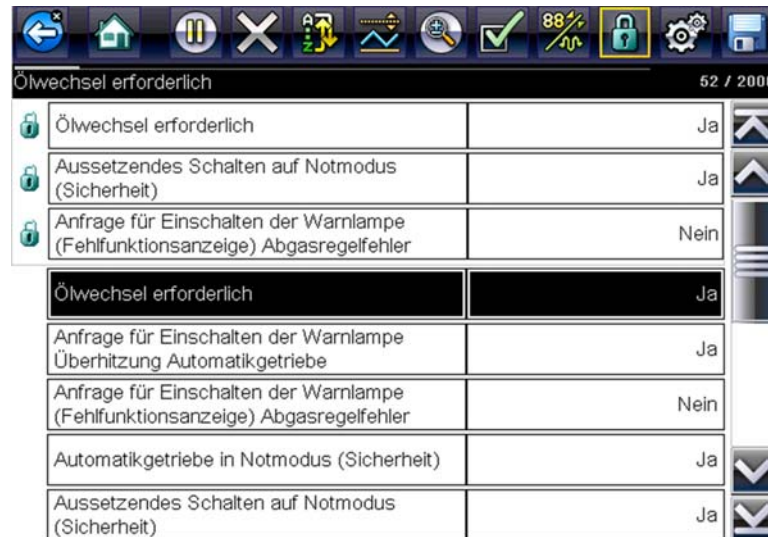 A
Z
88
Ölwechsel erforderlich 52 / 2000
Ölwechsel erforderlich Ja
Aussetzendes Schalten auf Notmodus
(Sicherheit) Ja
Anfrage für Einschalten der Warnlampe
(Fehlfunktionsanzeige) Abgasregelfehler Nein
Ölwechsel erforderlich Ja
Anfrage für Einschalten der Warnlampe
Überhitzung Automatikgetriebe Ja
Anfrage für Einschalten der Warnlampe
(Fehlfunktionsanzeige) Abgasregelfehler Nein
Automatikgetriebe in Notmodus (Sicherheit) Ja
Aussetzendes Schalten auf Notmodus
(Sicherheit) Ja